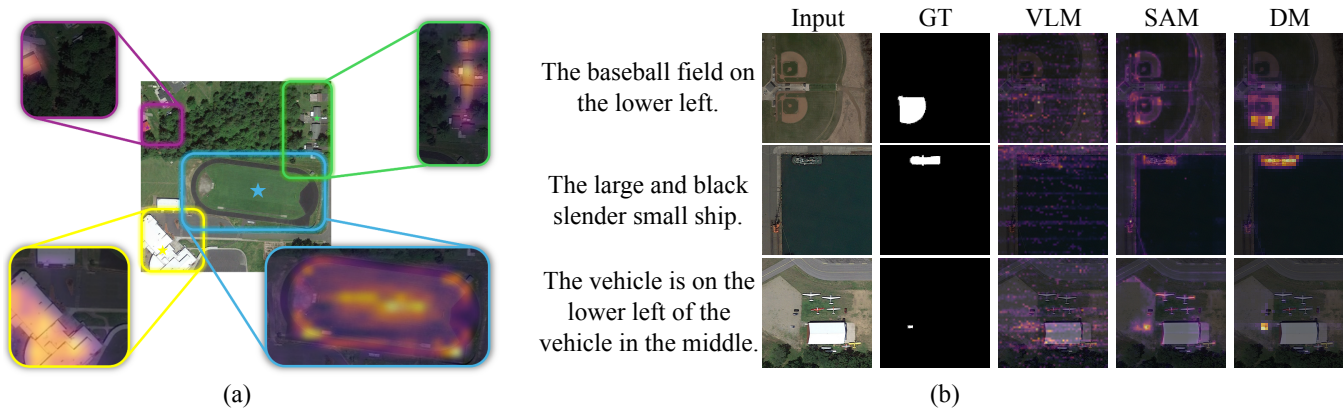 Input GT VLM SAM DM
The baseball field on
the lower left.
The large and black
slender small ship.
The vehicle is on the
lower left of the
vehicle in the middle.
(a)
(b)